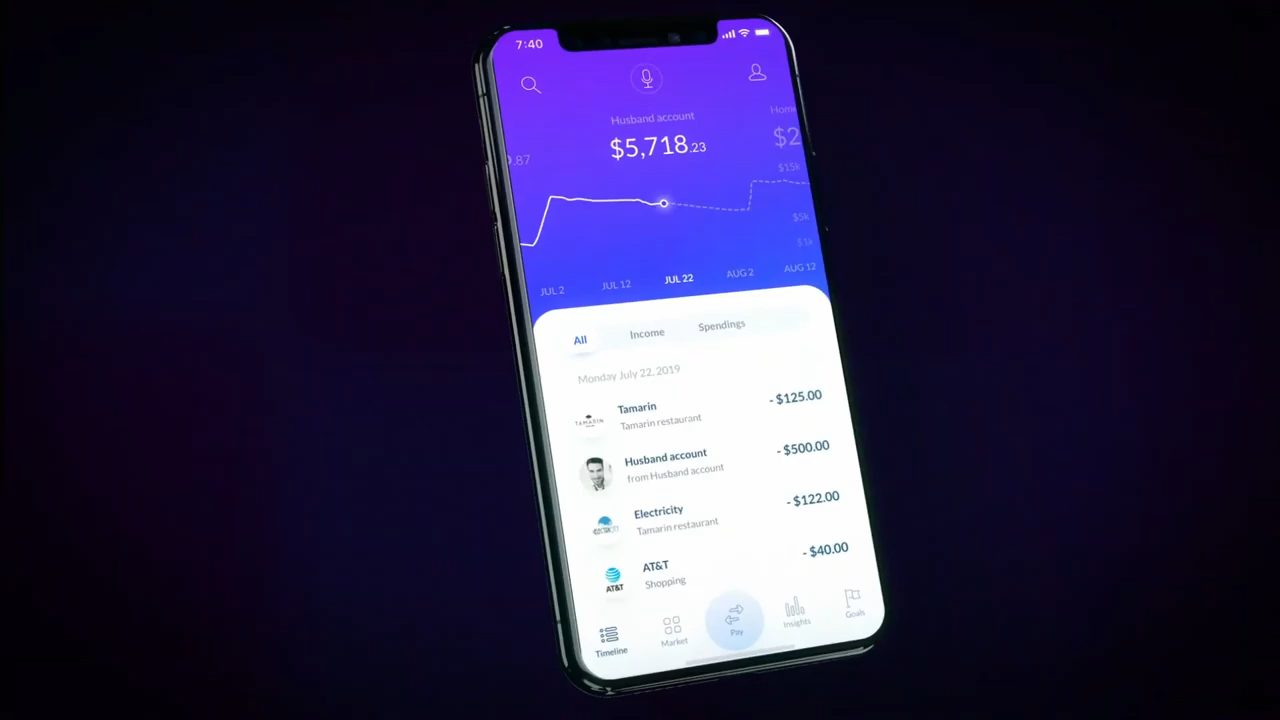 7:40
Husband account
$5,718.23
Home
$2
.87
$15k
$5k
$1k
JUL 2
JUL 12
JUL 22
AUG 2
AUG 12
All
Income
Spendings
Monday July 22, 2019
TAMARIN
Tamarin
Tamarin restaurant
- $125.00
Husband account
from Husband account
- $500.00
Electricity
Tamarin restaurant
- $122.00
AT&T
AT&T
Shopping
- $40.00
Timeline
Market
Pay
Insights
Goals